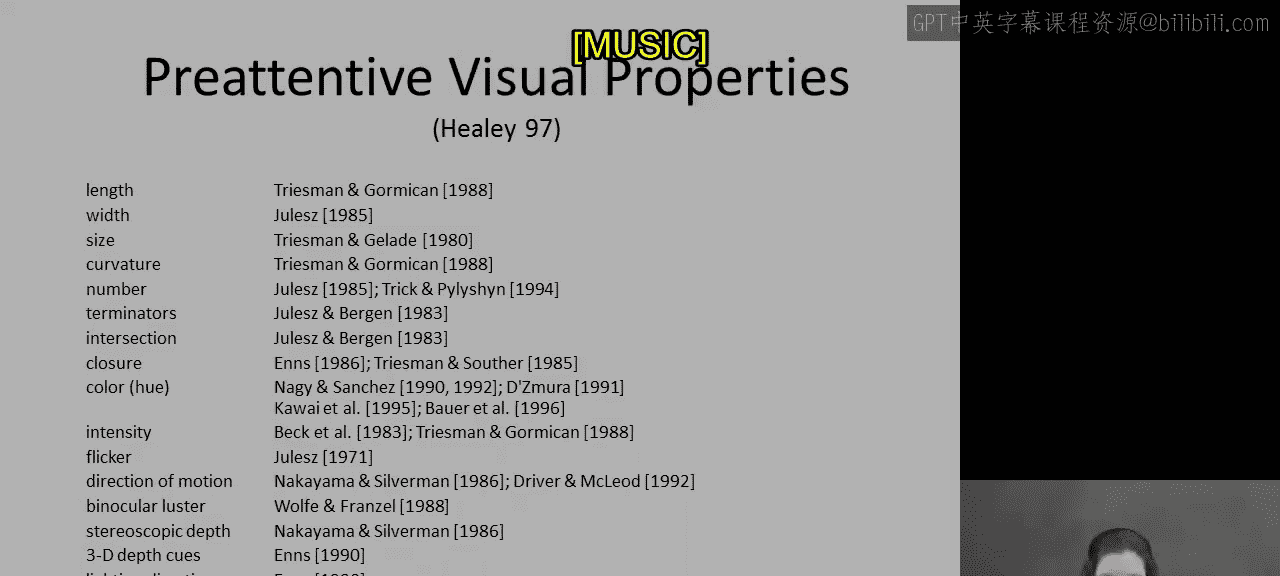 GPT中英字幕课程资源@bilibili.com
[MUSIC]
Preattentive Visual Properties
(Healey 97)
length Triesman & Gormican [1988]
width Julesz [1985]
size Triesman & Gelade [1980]
curvature Triesman & Gormican [1988]
number Julesz [1985]; Trick & Pylyshyn [1994]
terminators Julesz & Bergen [1983]
intersection Julesz & Bergen [1983]
closure Enns [1986]; Triesman & Souther [1985]
color (hue) Nagy & Sanchez [1990, 1992]; D'Zmura [1991]
Kawai et al. [1995]; Bauer et al. [1996]
intensity Beck et al. [1983]; Triesman & Gormican [1988]
flicker Julesz [1971]
direction of motion Nakayama & Silverman [1986]; Driver & McLeod [1992]
binocular luster Wolfe & Franzel [1988]
stereoscopic depth Nakayama & Silverman [1986]
3-D depth cues Enns [1990]